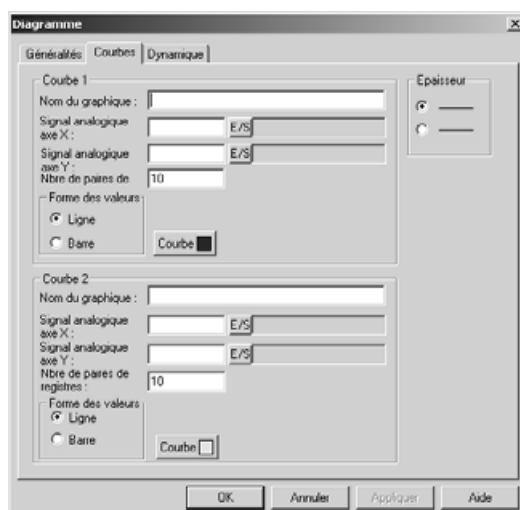 Diagramme
Généralités Courbes Dynamique
Courbe 1
Nom du graphique :
Signal analogique
axe X :
E/S
Signal analogique
axe Y :
E/S
Nbre de paires de
10
Forme des valeurs
Ligne
Barre
Courbe
Epaisseur
Courbe 2
Nom du graphique :
Signal analogique
axe X :
E/S
Signal analogique
axe Y :
E/S
Nbre de paires de
registres :
10
Forme des valeurs
Ligne
Barre
Courbe
OK Annuler Appliquer Aide